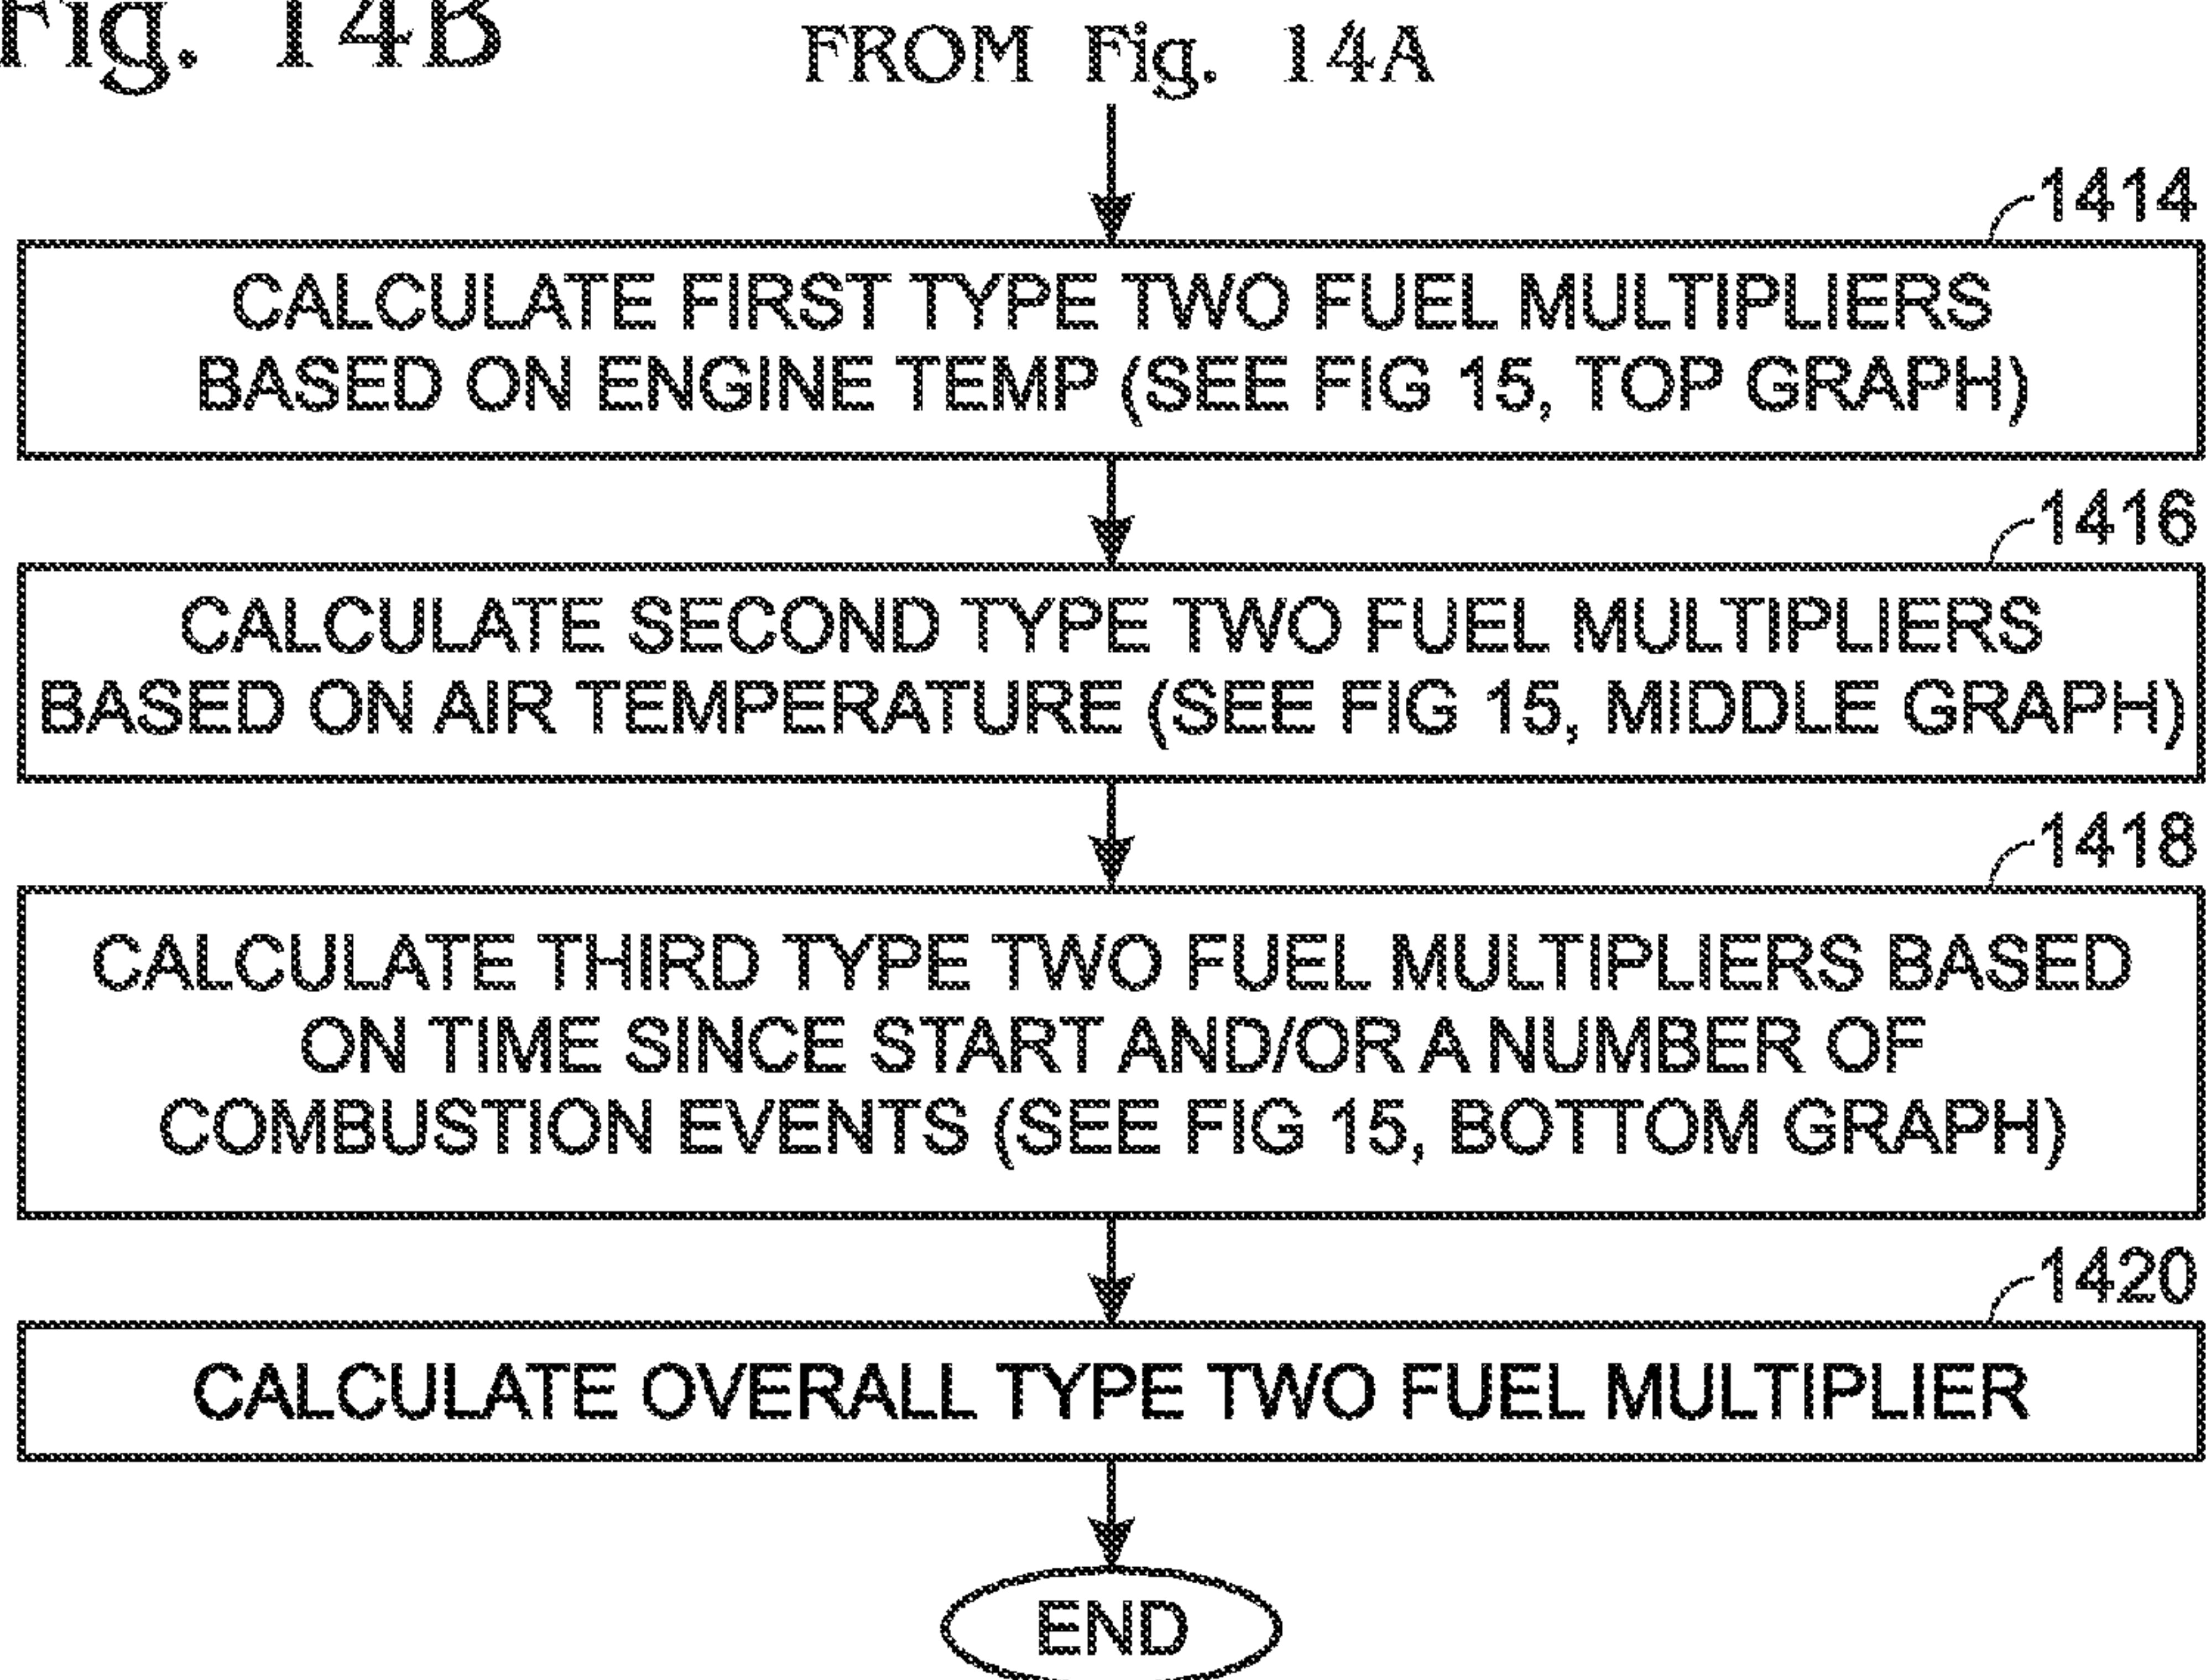 Fig. 14B
FROM Fig. 14A
1414
CALCULATE FIRST TYPE TWO FUEL MULTIPLIERS
BASED ON ENGINE TEMP (SEE FIG 15, TOP GRAPH)
1416
CALCULATE SECOND TYPE TWO FUEL MULTIPLIERS
BASED ON AIR TEMPERATURE (SEE FIG 15, MIDDLE GRAPH)
1418
CALCULATE THIRD TYPE TWO FUEL MULTIPLIERS BASED
ON TIME SINCE START AND/OR A NUMBER OF
COMBUSTION EVENTS (SEE FIG 15, BOTTOM GRAPH)
1420
CALCULATE OVERALL TYPE TWO FUEL MULTIPLIER
END